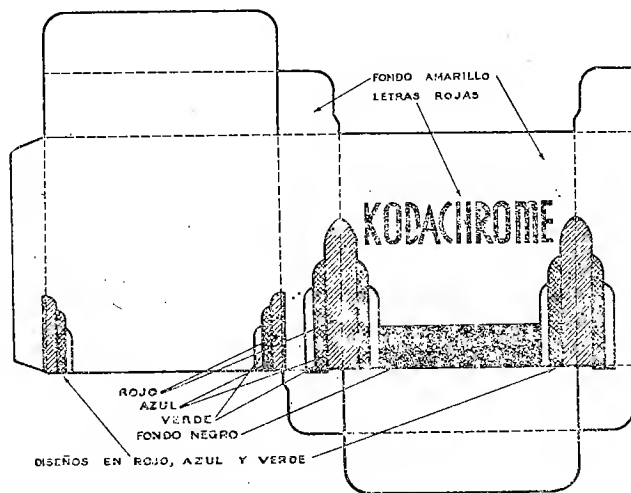 FONDO AMARILLO
LETRAS ROJAS
KODACHROME
ROJO
AZUL
VERDE
FONDO NEGRO
DISEÑOS EN ROJO, AZUL Y VERDE